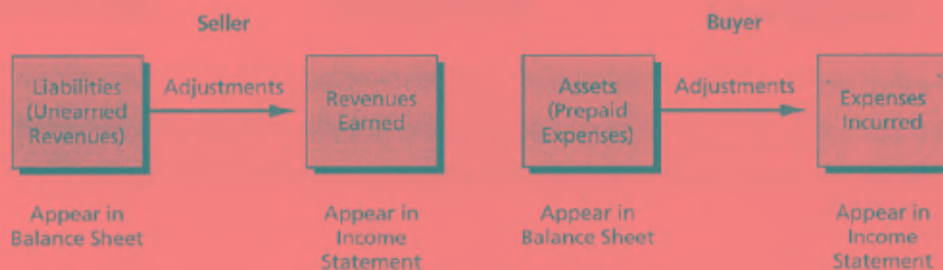 Seller
Liabilities
(Unearned
Revenues)
Adjustments
Revenues
Earned
Appear in
Balance Sheet
Appear in
Income
Statement
Buyer
Assets
(Prepaid
Expenses)
Adjustments
Expenses
Incurred
Appear in
Balance Sheet
Appear in
Income
Statement